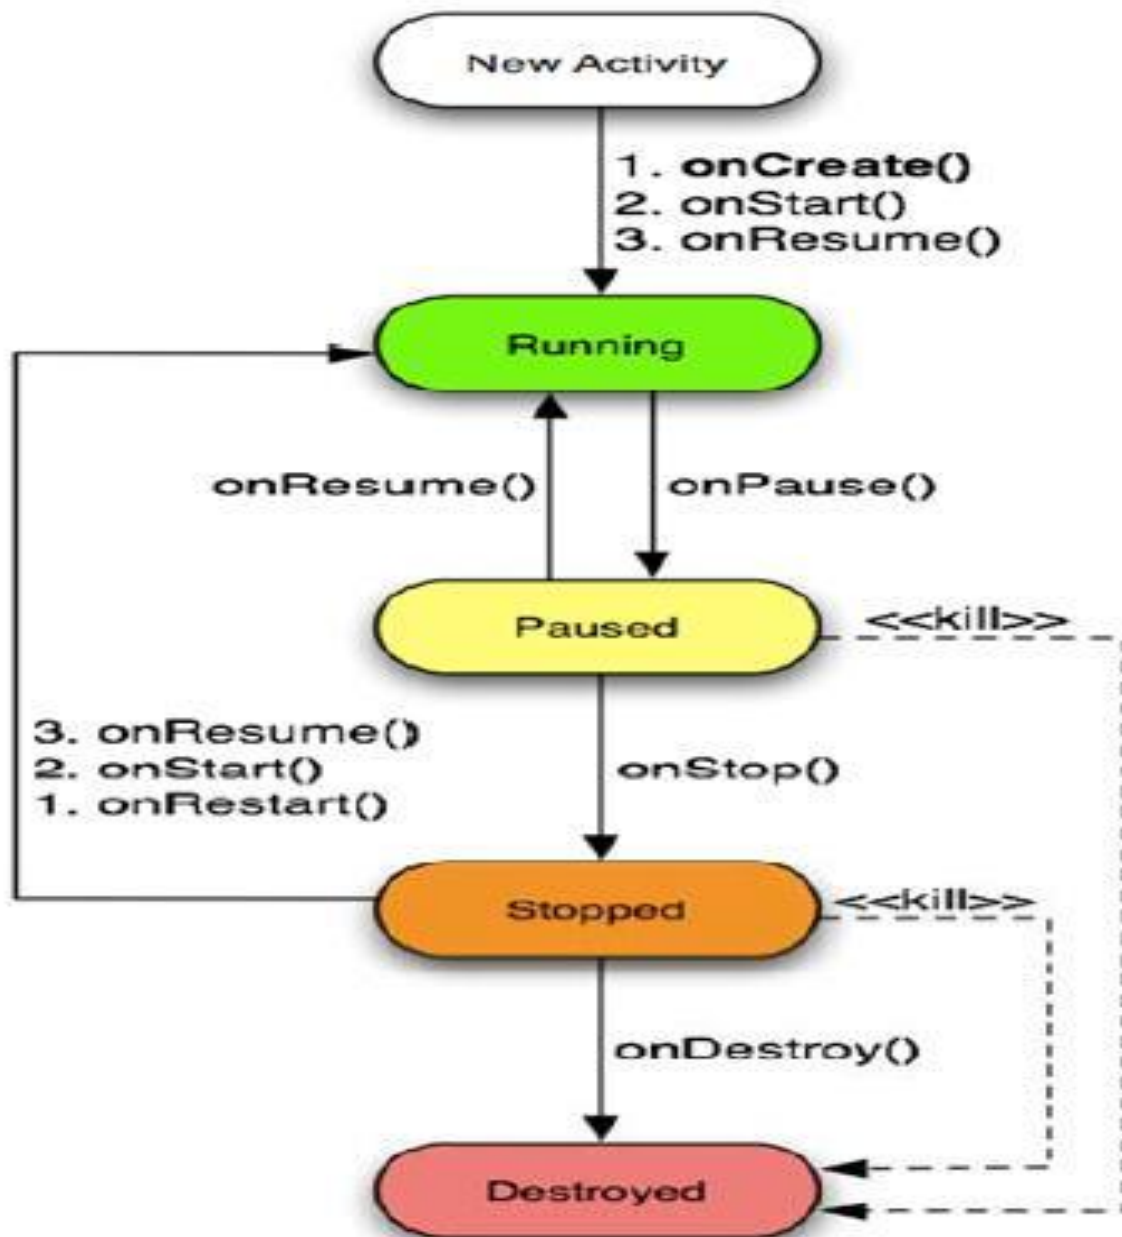 New Activity
1. onCreate()
2. onStart()
3. onResume()
Running
onResume()
onPause()
Paused
<<kill>>
3. onResume()
2. onStart()
1. onRestart()
onStop()
Stopped
<<kill>>
onDestroy()
Destroyed